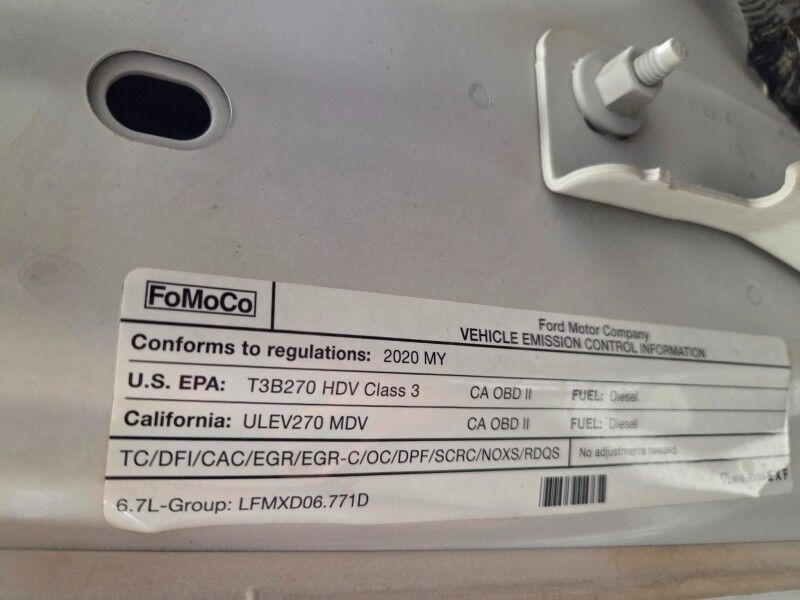 FoMoCo
Ford Motor Company
VEHICLE EMISSION CONTROL INFORMATION
Conforms to regulations: 2020 MY
U.S. EPA: T3B270 HDV Class 3 CA OBD II FUEL: Diesel
California: ULEV270 MDV CA OBD II FUEL: Diesel
TC/DFI/CAC/EGR/EGR-C/OC/DPF/SCRC/NOXS/RDQS No adjustments needed.
6.7L-Group: LFMXD06.771D